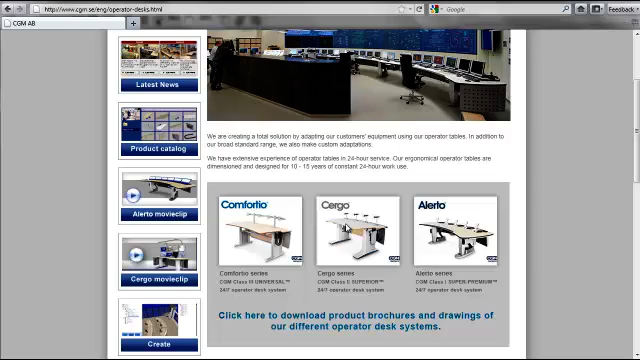 http://www.cgm.se/eng/operator-desks.html
Google
Feedback
CGM AB
Latest News
Product catalog
Alerto movieclip
Cergo movieclip
Create
We are creating a total solution by adapting our customers' equipment using our operator tables. In addition to
our broad standard range, we also make custom adaptations.
We have extensive experience of operator tables in 24-hour service. Our ergonomical operator tables are
dimensioned and designed for 10 - 15 years of constant 24-hour work use.
Comfortio
Cergo
Alerto
Comfortio series
CGM Class III UNIVERSAL™
24/7 operator desk system
Cergo series
CGM Class II SUPERIOR™
24/7 operator desk system
Alerto series
CGM Class I SUPER-PREMIUM™
24/7 operator desk system
Click here to download product brochures and drawings of
our different operator desk systems.